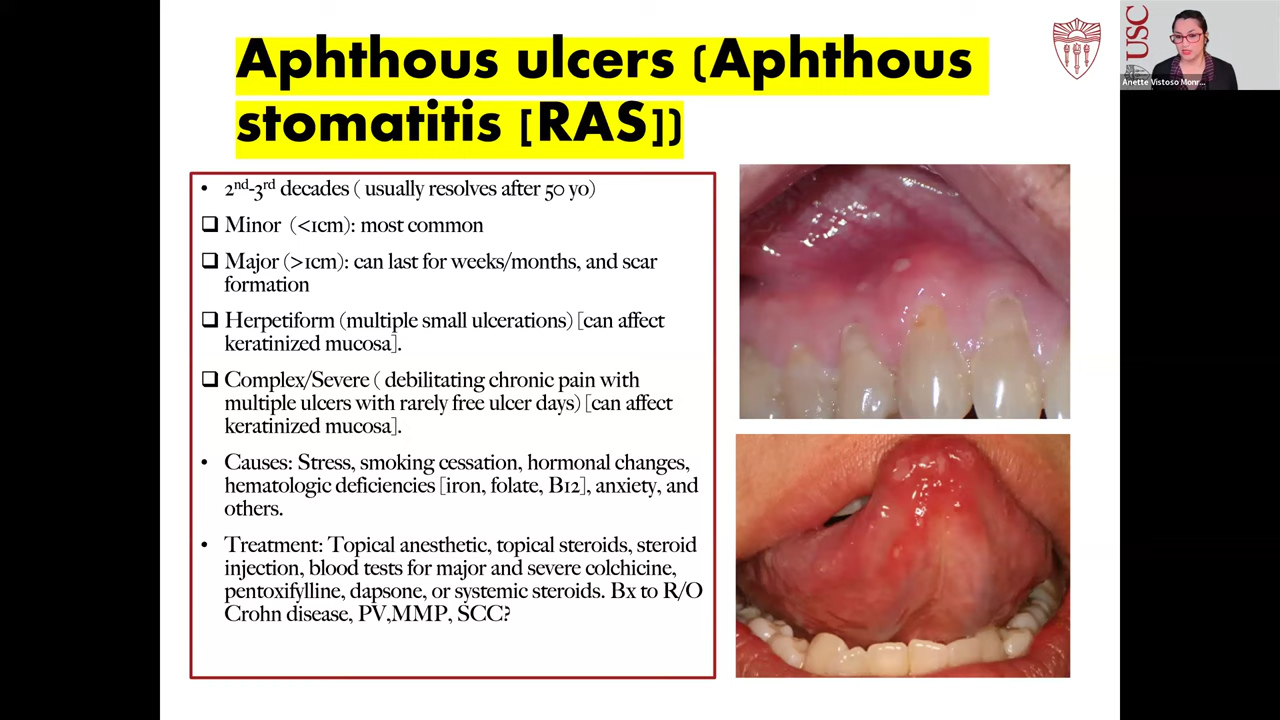 Aphthous ulcers (Aphthous
stomatitis [RAS])
USC
Anette Vistoso Monr...
• 2nd-3rd decades ( usually resolves after 50 yo)
❑ Minor (<1cm): most common
❑ Major (>1cm): can last for weeks/months, and scar
formation
❑ Herpetiform (multiple small ulcerations) [can affect
keratinized mucosa].
❑ Complex/Severe ( debilitating chronic pain with
multiple ulcers with rarely free ulcer days) [can affect
keratinized mucosa].
• Causes: Stress, smoking cessation, hormonal changes,
hematologic deficiencies [iron, folate, B12], anxiety, and
others.
• Treatment: Topical anesthetic, topical steroids, steroid
injection, blood tests for major and severe colchicine,
pentoxifylline, dapsone, or systemic steroids. Bx to R/O
Crohn disease, PV,MMP, SCC?